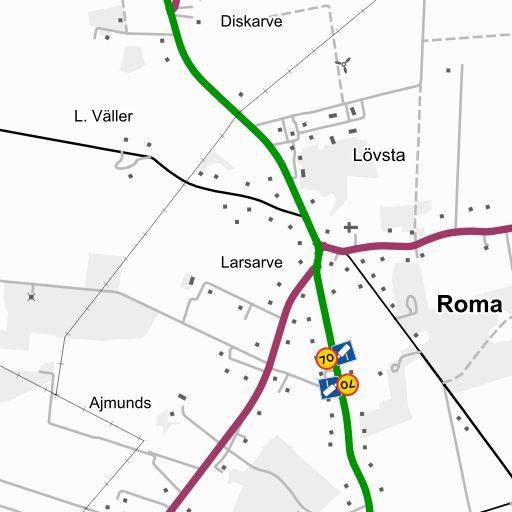 Diskarve
L. Väller
Lövsta
Larsarve
Roma
70
70
Ajmunds